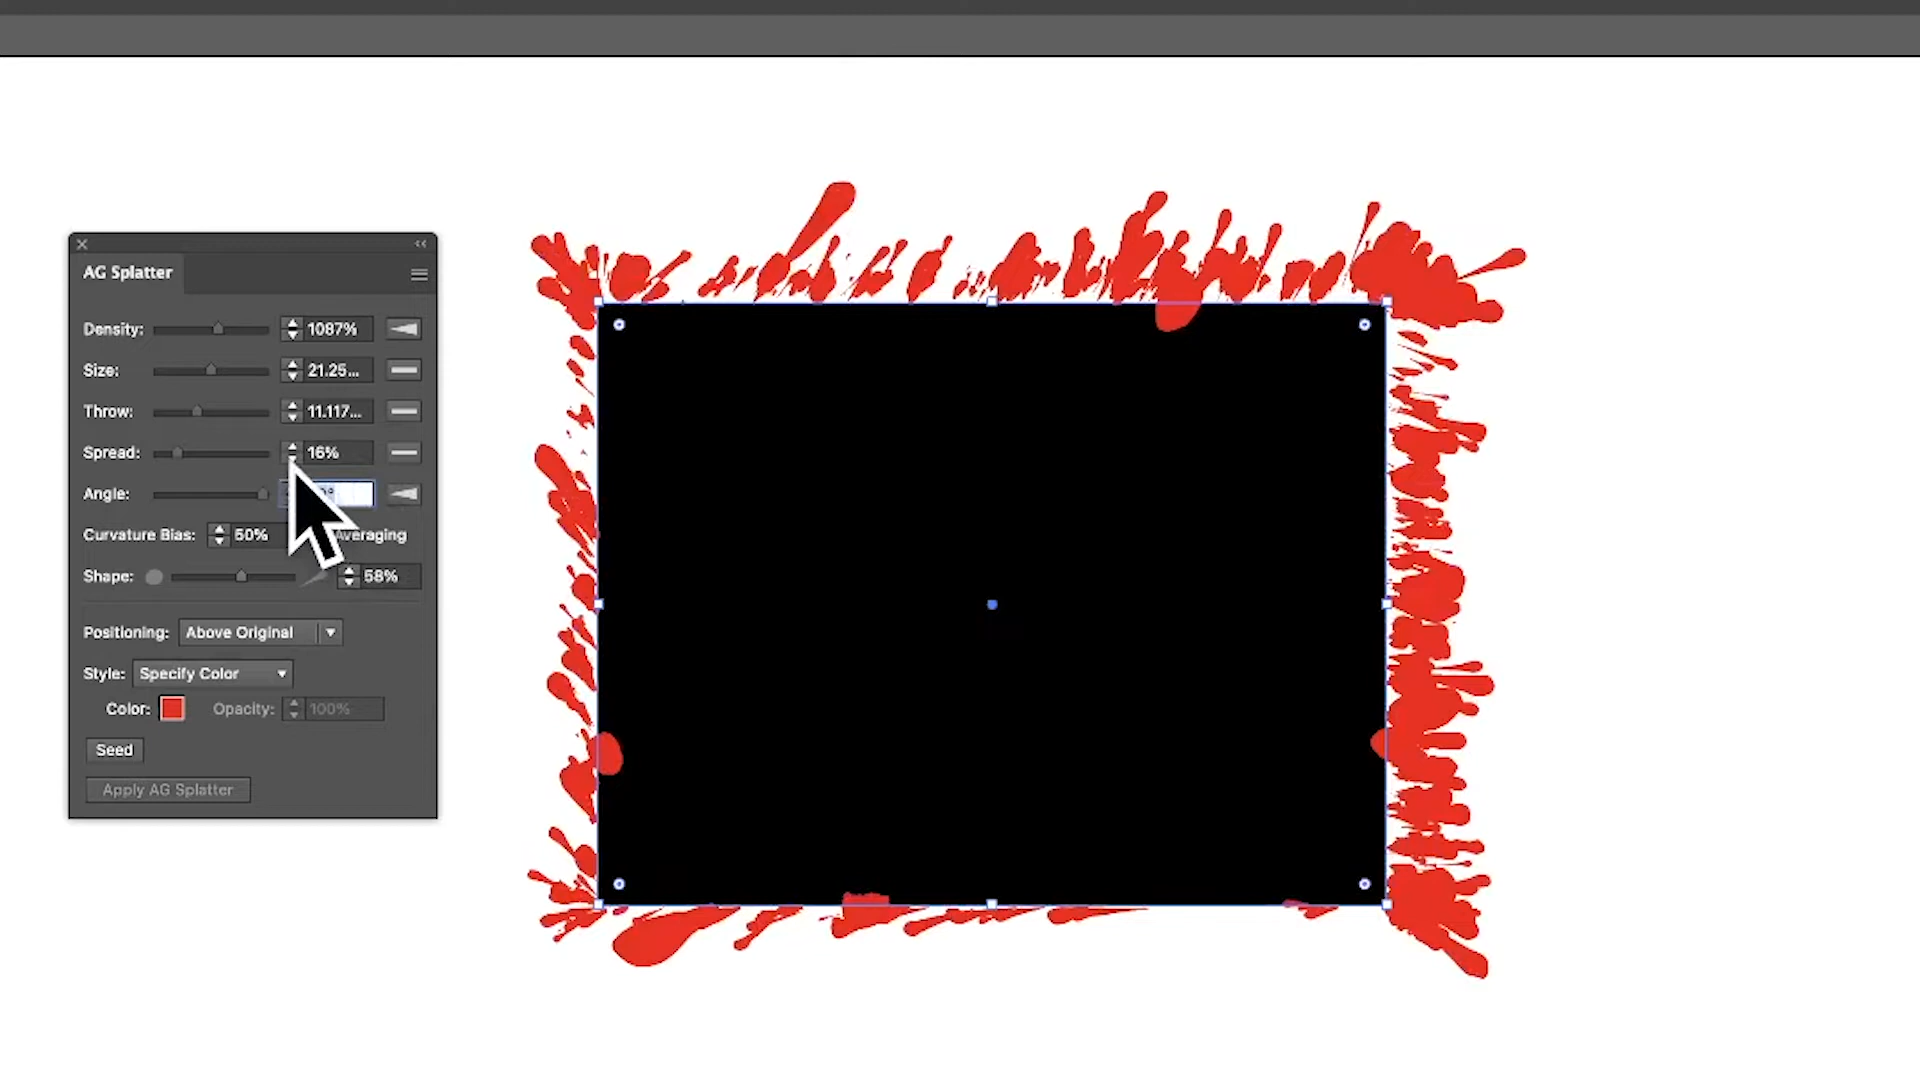 AG Splatter
Density: 1087%
Size: 21.25...
Throw: 11.117...
Spread: 16%
Angle:
Curvature Bias: 50% Averaging
Shape: 58%
Positioning: Above Original
Style: Specify Color
Color: Opacity: 100%
Seed
Apply AG Splatter